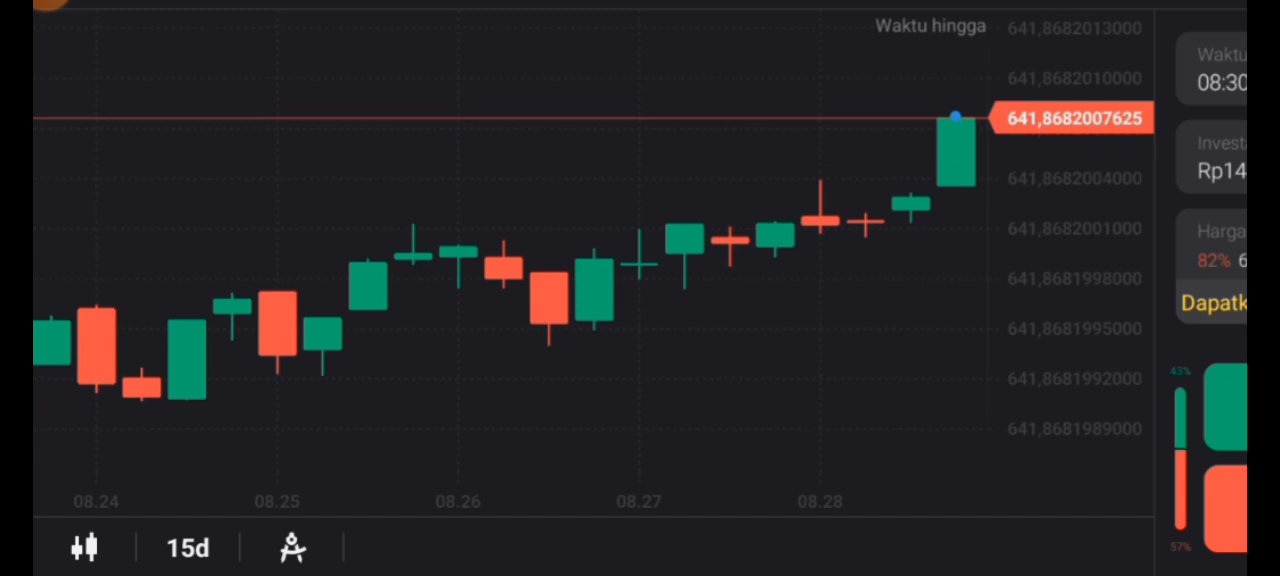 Waktu hingga
641,8682013000
641,8682010000
641,8682007625
641,8682004000
641,8682001000
641,8681998000
641,8681995000
641,8681992000
641,8681989000
08.24
08.25
08.26
08.27
08.28
15d
Waktu
08:30
Investa
Rp14
Harga
82% 6
Dapatk
43%
57%